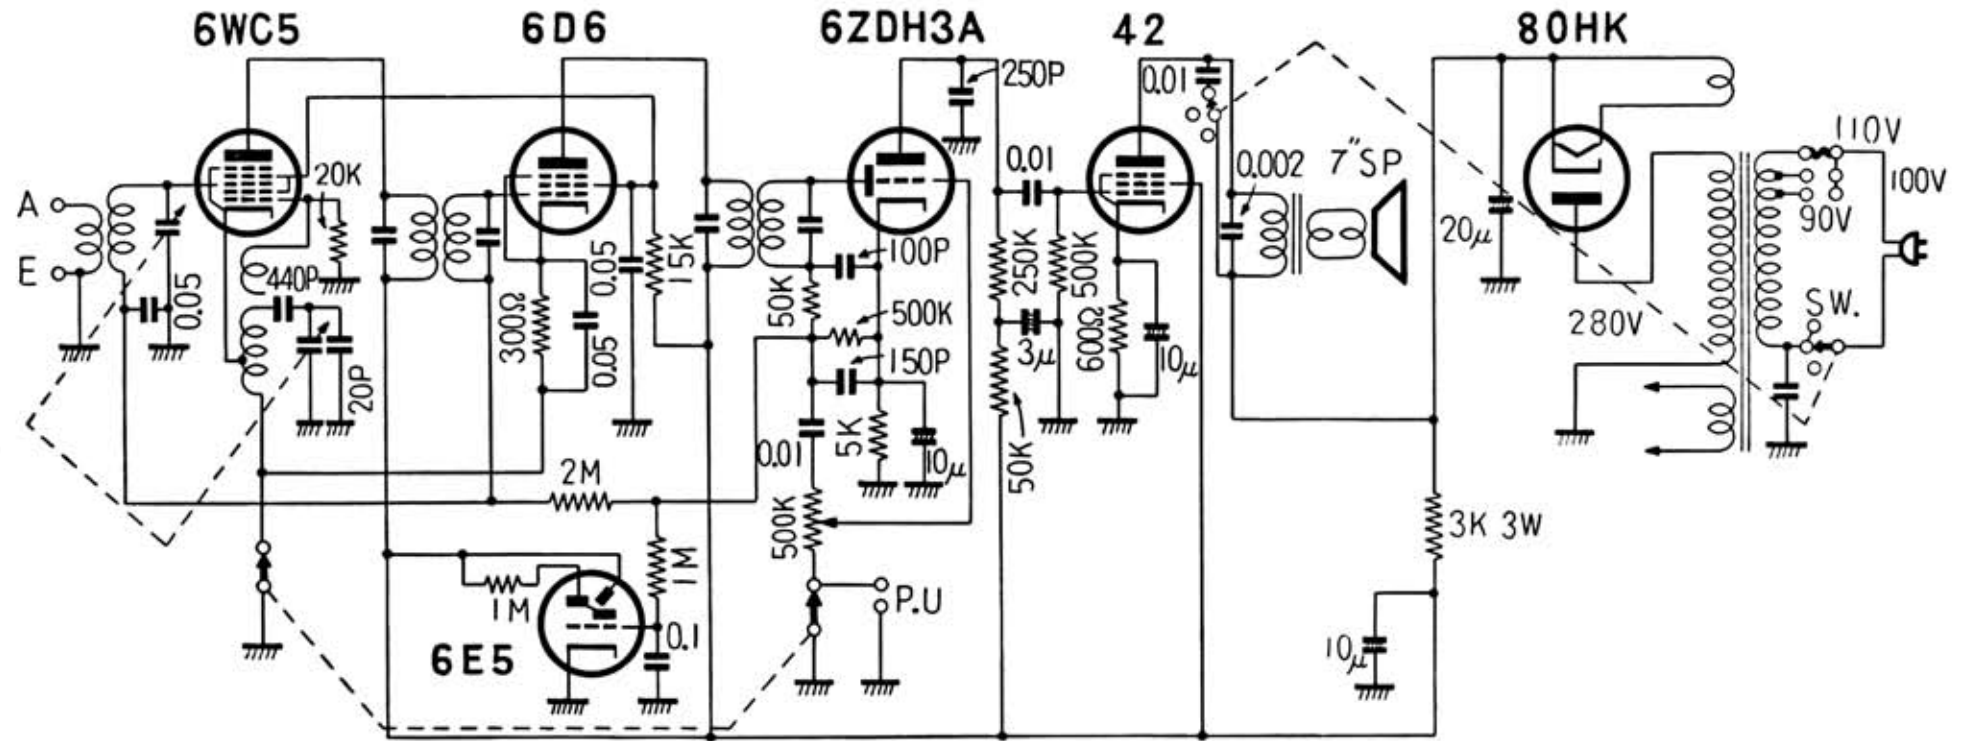 6WC5
6D6
6ZDH3A
42
80HK
250P
0.01
110V
20K
0.01
0.002
7"SP
100V
A
90V
20μ
E
440P
0.05
0.05
15K
100P
50K
250K
500K
500K
SW.
280V
300Ω
0.05
600Ω
3μ
10μ
150P
20P
5K
0.01
10μ
50K
2M
500K
3K 3W
1M
1M
P.U
0.1
6E5
10μ